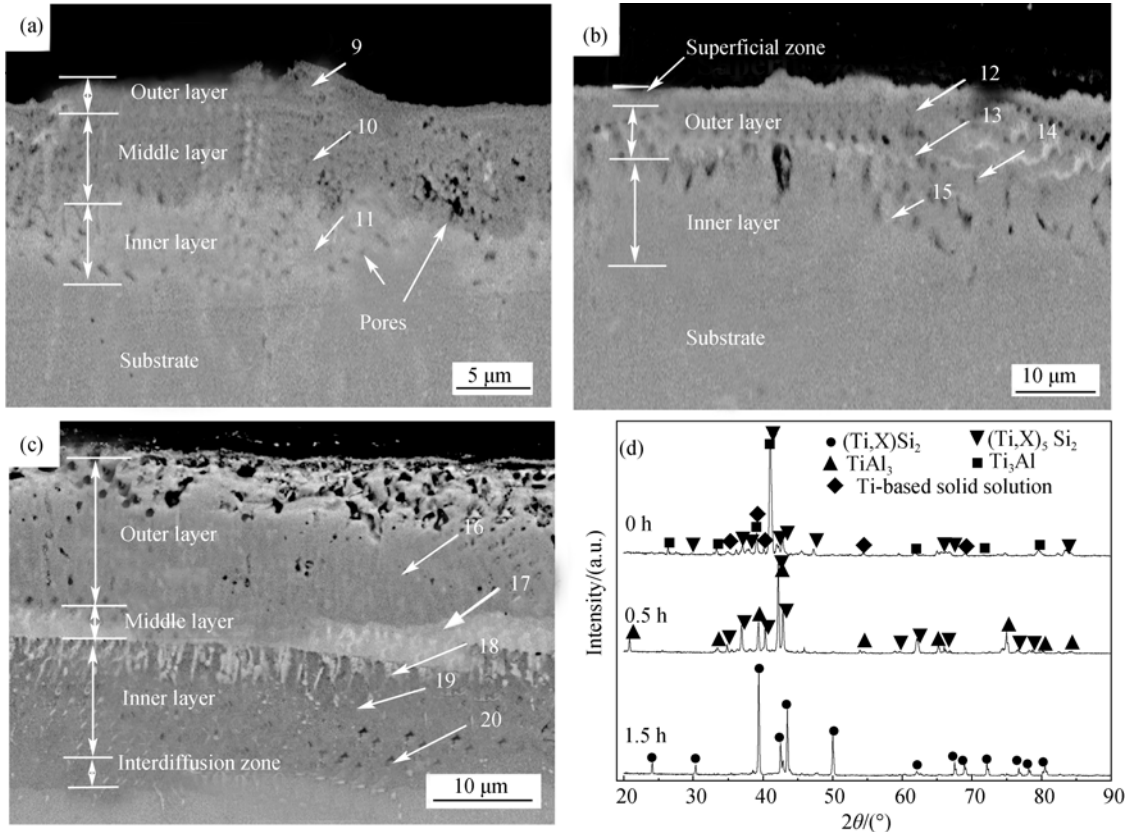 (a)
9
Outer layer
10
Middle layer
11
Inner layer
Pores
Substrate
5 μm
(b)
Superficial zone
12
13
14
Outer layer
15
Inner layer
Substrate
10 μm
(c)
16
Outer layer
17
Middle layer
18
19
Inner layer
20
Interdiffusion zone
10 μm
(d)
(Ti,X)Si₂
(Ti,X)₅ Si₂
TiAl₃
Ti₃Al
Ti-based solid solution
0 h
0.5 h
1.5 h
Intensity/(a.u.)
20 30 40 50 60 70 80 90
2θ/(°)